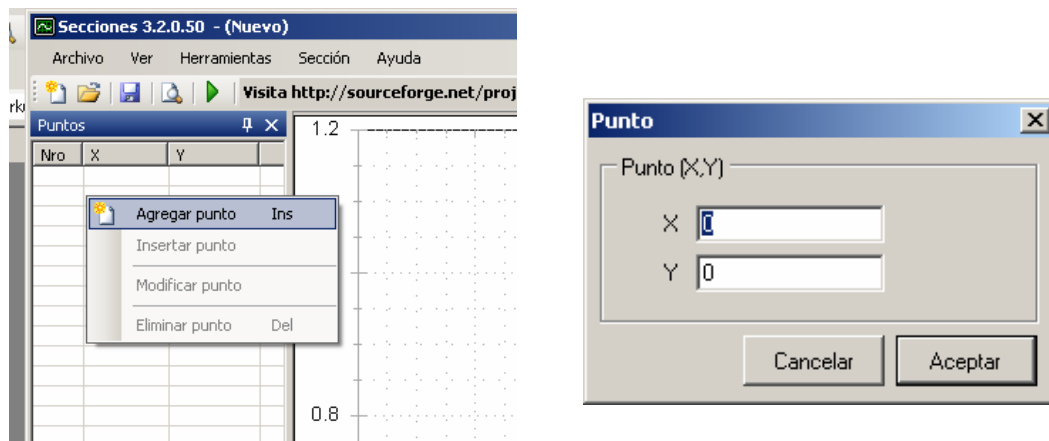 Secciones 3.2.0.50 - (Nuevo)
Archivo Ver Herramientas Sección Ayuda
Visita http://sourceforge.net/proj
Puntos
1.2
Nro X Y
Agregar punto Ins
Insertar punto
Modificar punto
Eliminar punto Del
0.8
Punto
Punto (X,Y)
X 0
Y 0
Cancelar Aceptar